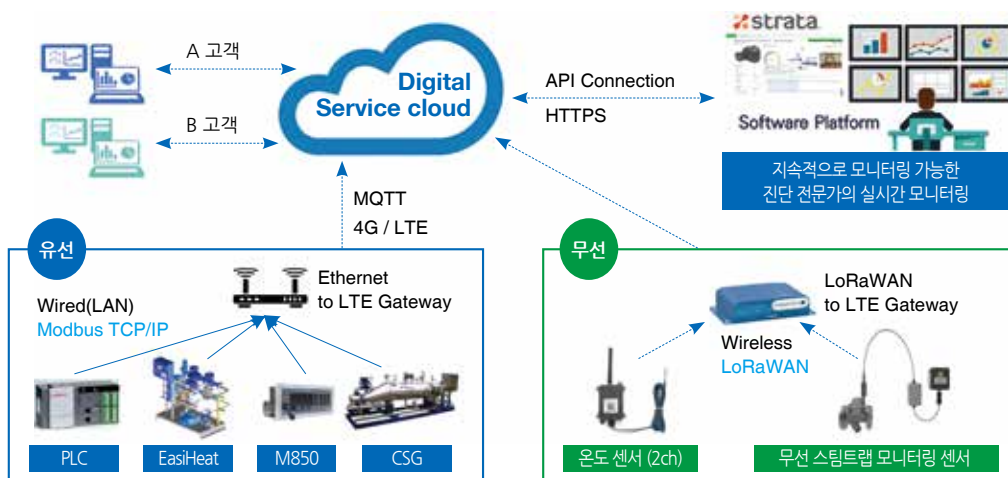 A 고객
B 고객
Digital
Service cloud
API Connection
HTTPS
strata
Software Platform
지속적으로 모니터링 가능한
진단 전문가의 실시간 모니터링
MQTT
4G / LTE
유선
Wired(LAN)
Modbus TCP/IP
Ethernet
to LTE Gateway
PLC
EasiHeat
M850
CSG
무선
LoRaWAN
to LTE Gateway
Wireless
LoRaWAN
온도 센서 (2ch)
무선 스팀트랩 모니터링 센서